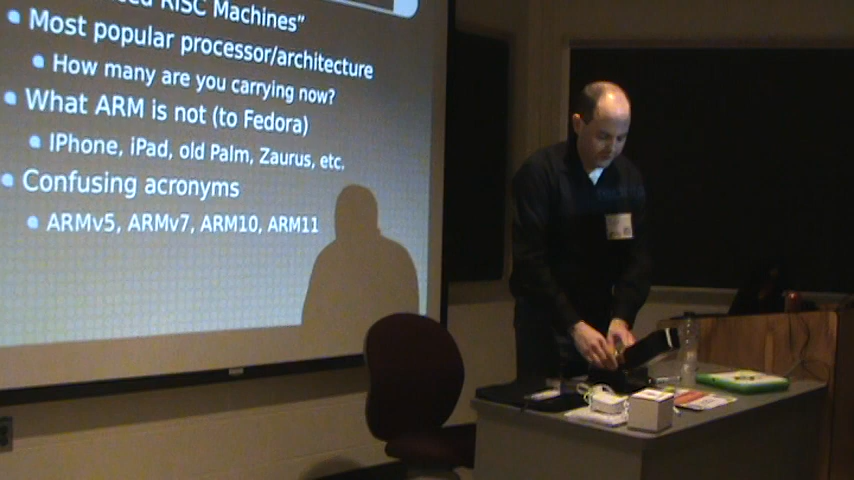 RISC Machines”
Most popular processor/architecture
How many are you carrying now?
What ARM is not (to Fedora)
IPhone, iPad, old Palm, Zaurus, etc.
Confusing acronyms
ARMv5, ARMv7, ARM10, ARM11